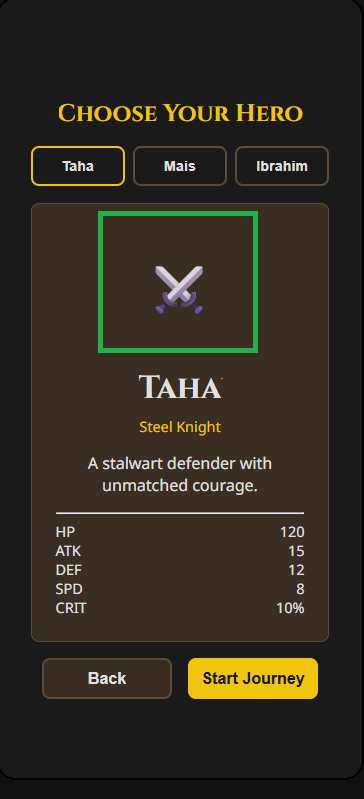 Choose Your Hero
Taha
Mais
Ibrahim
Taha
Steel Knight
A stalwart defender with
unmatched courage.
HP 120
ATK 15
DEF 12
SPD 8
CRIT 10%
Back
Start Journey